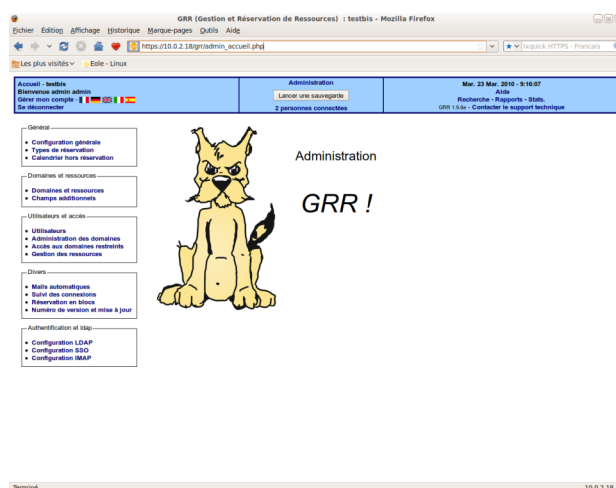 GRR (Gestion et Réservation de Ressources) : testbis - Mozilla Firefox
Fichier Édition Affichage Historique Marque-pages Outils Aide
https://10.0.2.18/grr/admin_accueil.php
Ixquick HTTPS - Francais
Les plus visités
Eole - Linux
Accueil - testbis
Bienvenue admin admin
Gérer mon compte -
Se déconnecter
Administration
Lancer une sauvegarde
2 personnes connectées
Mar. 23 Mar. 2010 - 9:16:07
Aide
Recherche - Rapports - Stats.
GRR 1.9.6e - Contacter le support technique
Général
Configuration générale
Types de réservation
Calendrier hors réservation
Domaines et ressources
Domaines et ressources
Champs additionnels
Utilisateurs et accès
Utilisateurs
Administration des domaines
Accès aux domaines restreints
Gestion des ressources
Divers
Mails automatiques
Suivi des connexions
Réservation en blocs
Numéro de version et mise à jour
Authentification et ldap
Configuration LDAP
Configuration SSO
Configuration IMAP
Administration
GRR !
Terminé
10.0.2.18